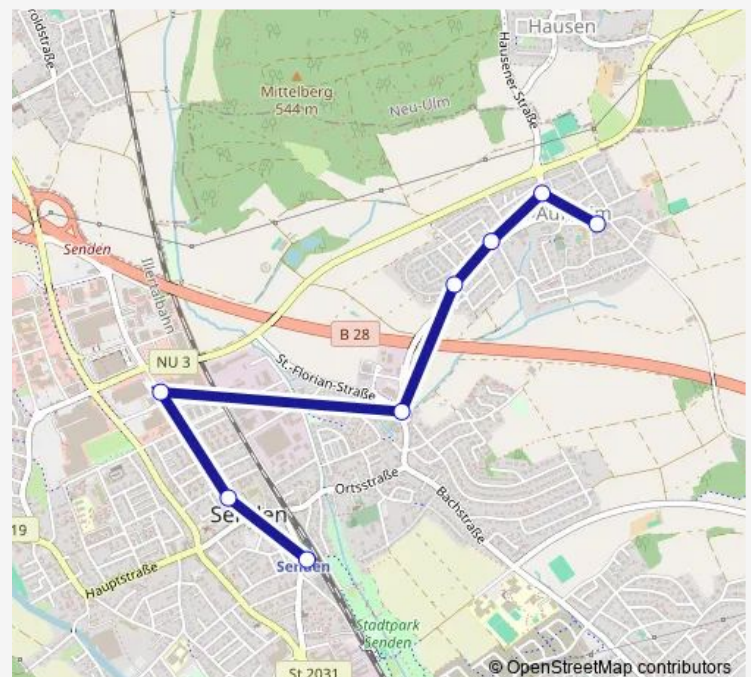 Hausen
Hausener Straße
Mittelberg
544 m
Neu-Ulm
Senden
Illertalbahn
B 28
NU 3
St.-Florian-Straße
Ortsstraße
Bachstraße
19
Hauptstraße
Senden
Stadtpark
Senden
St 2031
© OpenStreetMap contributors